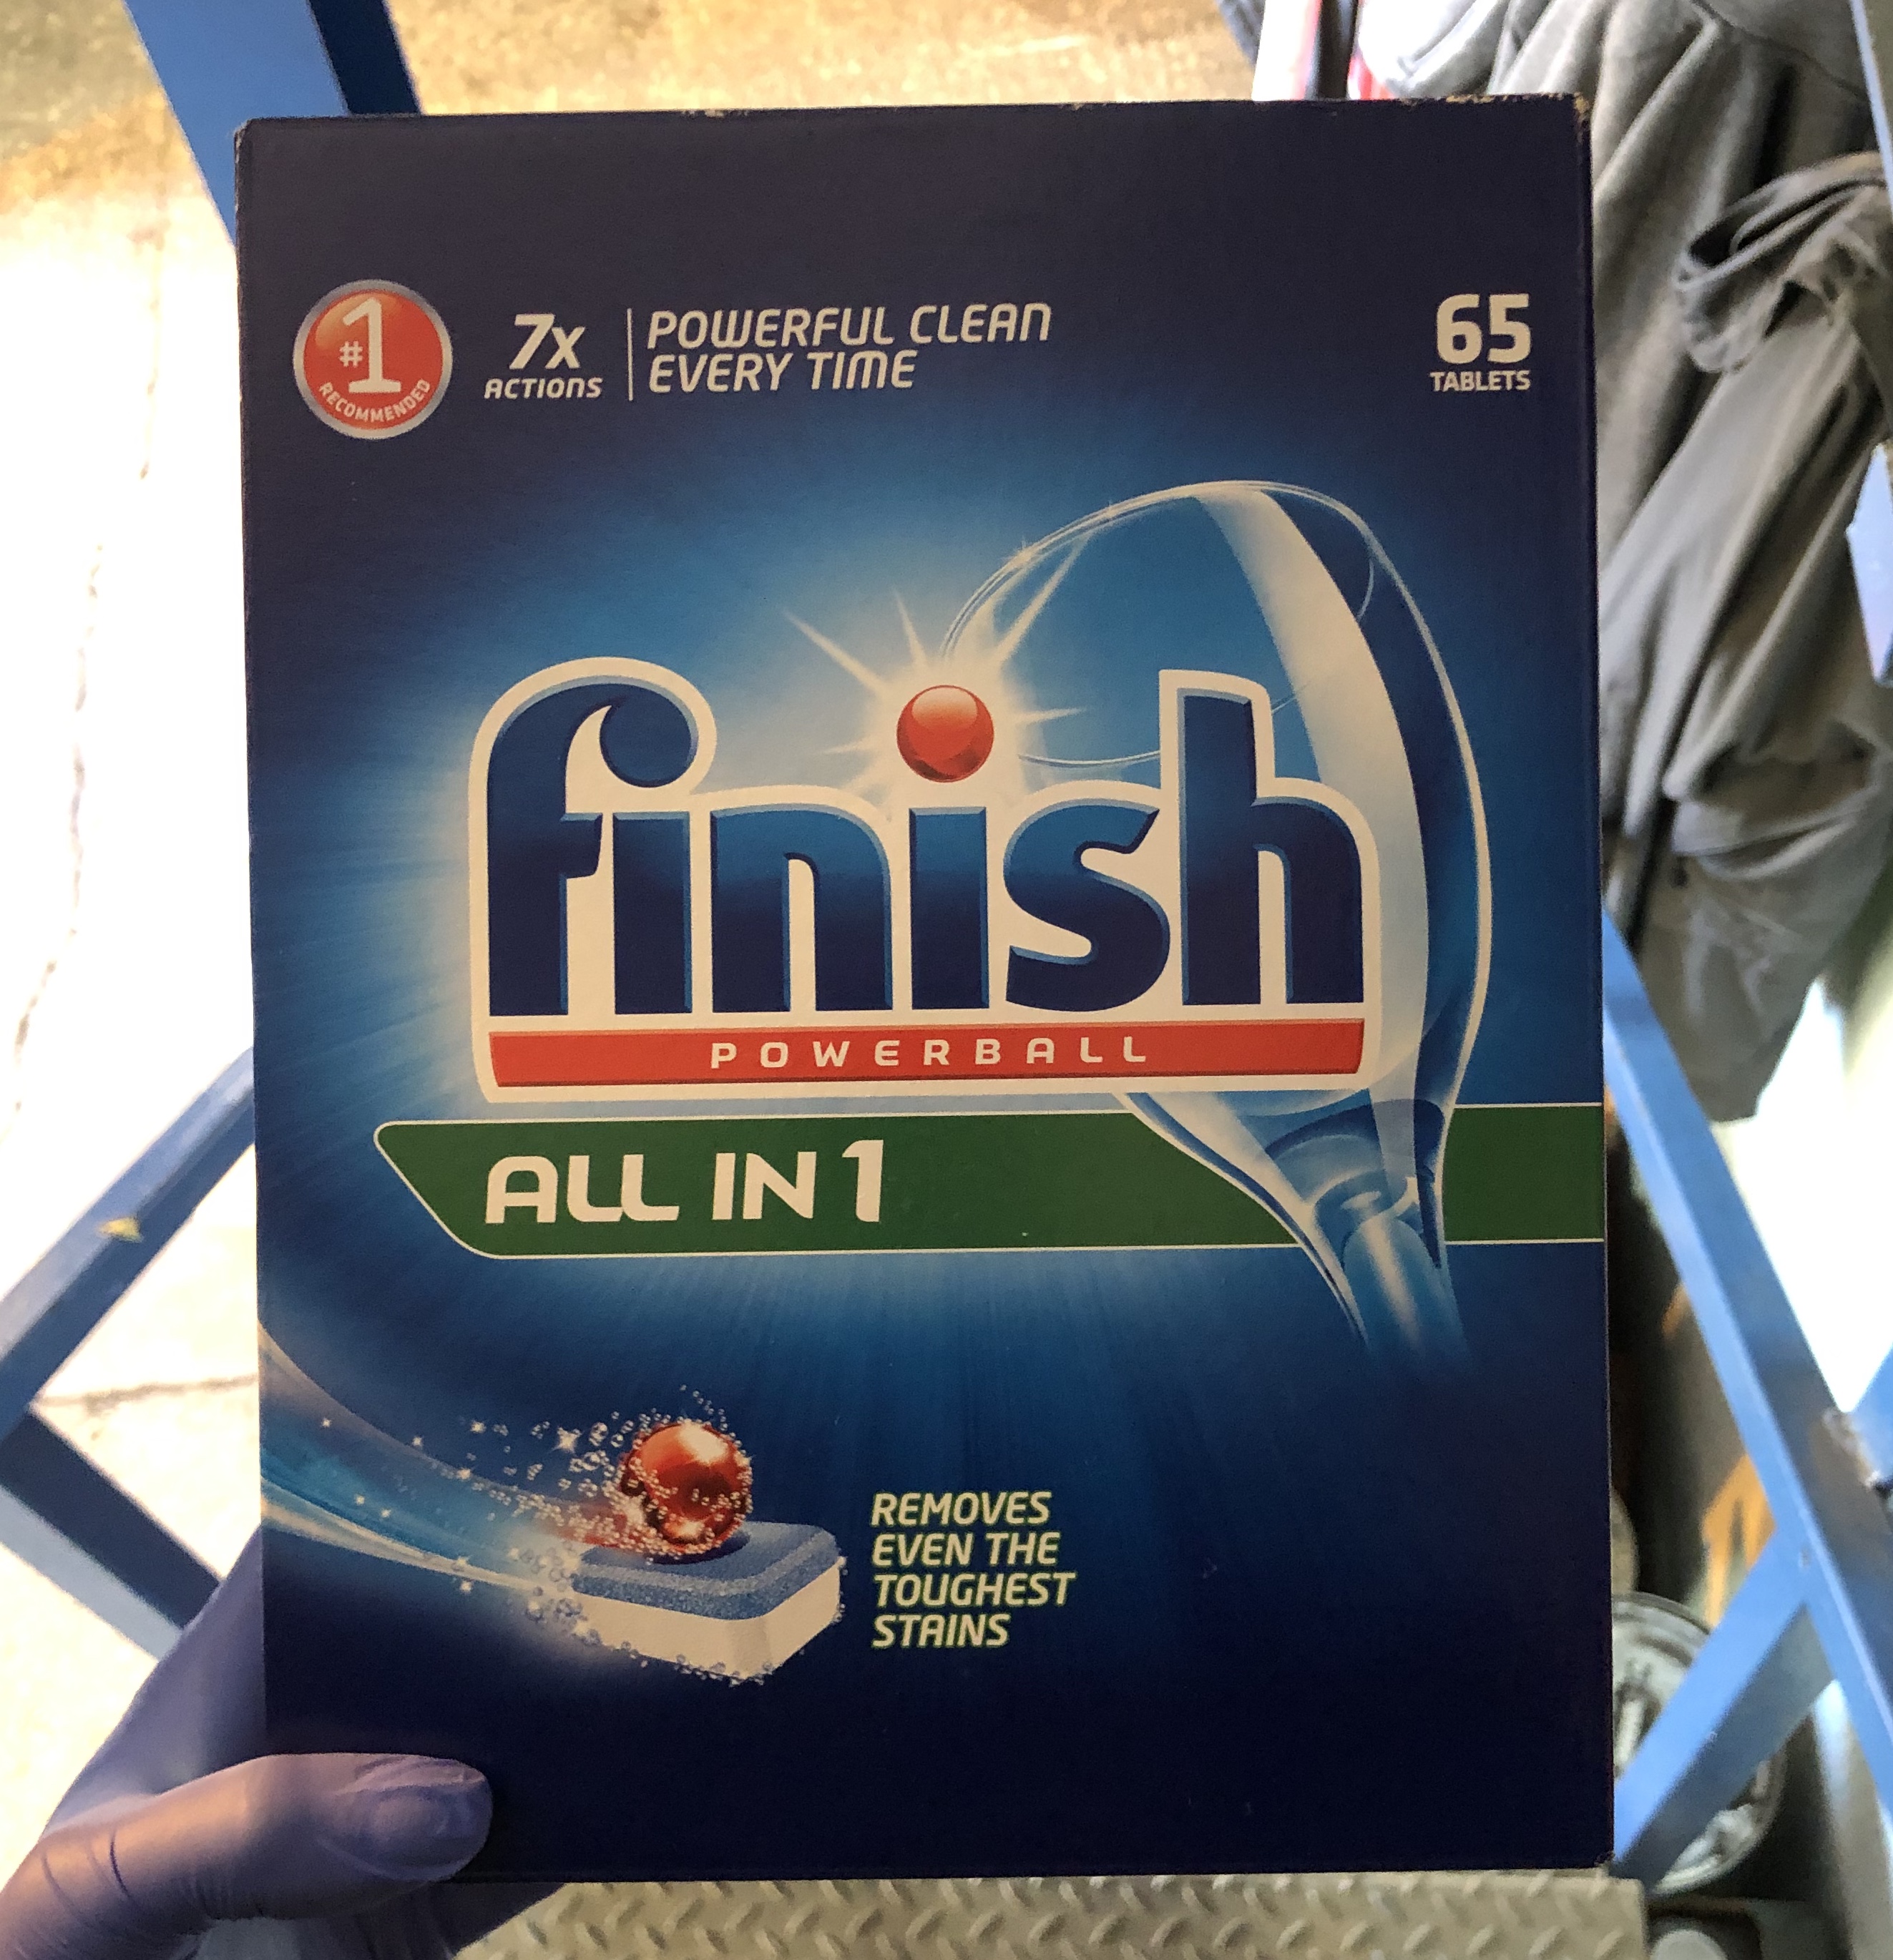 #1
RECOMMENDED
7x
ACTIONS
POWERFUL CLEAN
EVERY TIME
65
TABLETS
finish
POWERBALL
ALL IN 1
REMOVES
EVEN THE
TOUGHEST
STAINS